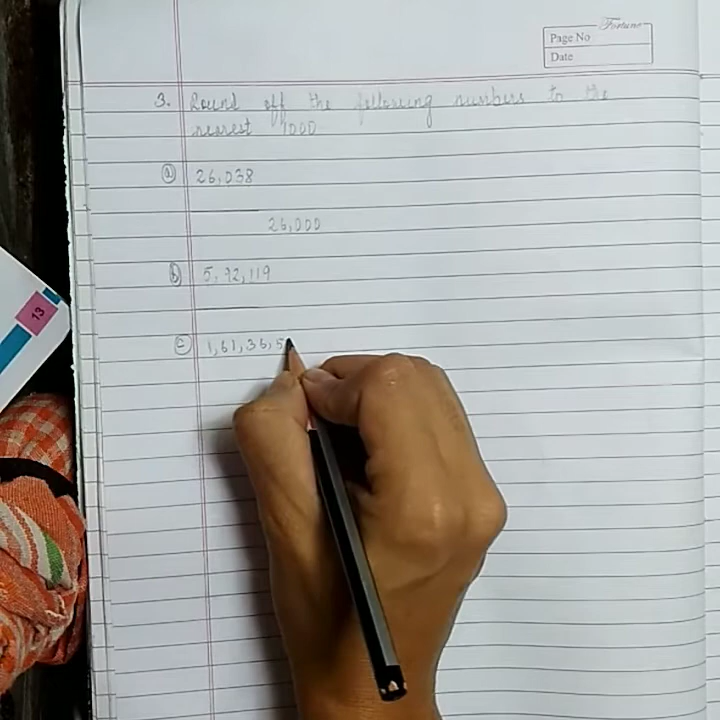 Fortune
Page No
Date
3. Round off the following numbers to the
nearest 1000
(a) 26,038
26,000
(b) 5,92,119
(c) 1,61,36,5
13